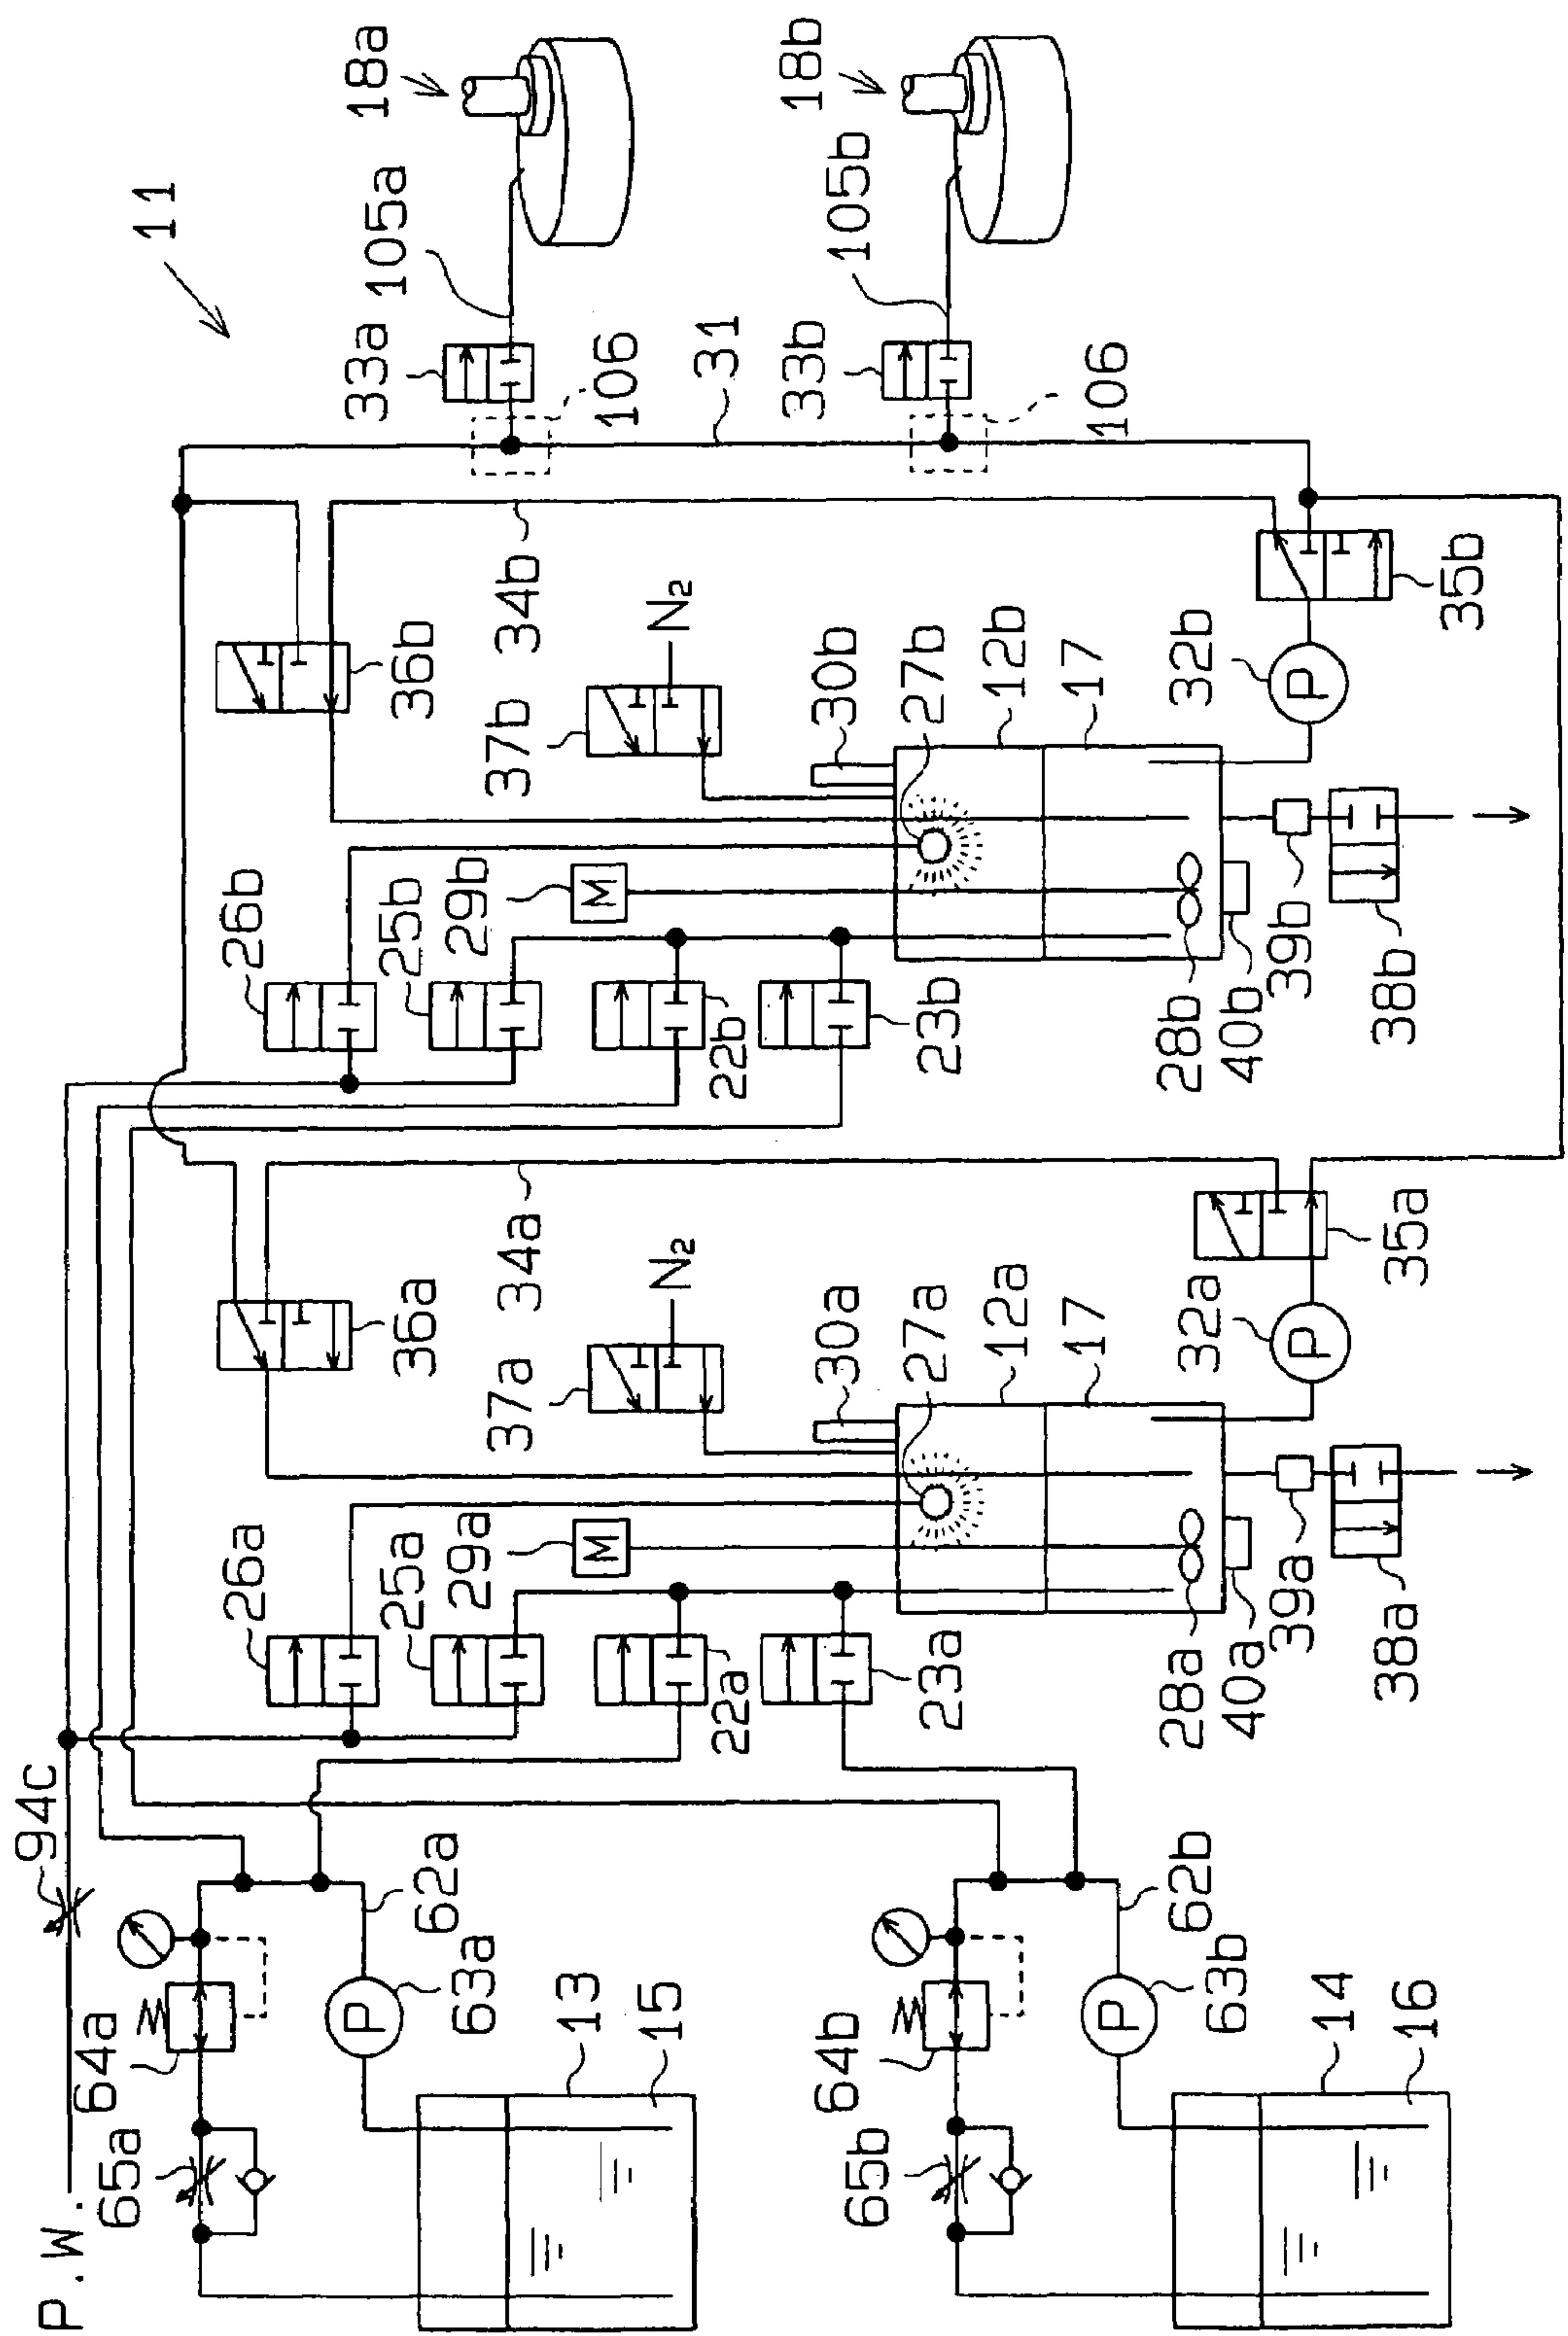 11
18a
18b
105a
105b
33a
33b
106
106
31
34b
36b
37b
N₂
30b
27b
12b
17
32b
P
35b
26b
25b
29b
M
22b
23b
28b
40b
39b
38b
34a
36a
37a
N₂
30a
27a
12a
17
32a
P
35a
26a
25a
29a
M
22a
23a
28a
40a
39a
38a
94c
P.W.
62a
63a
P
64a
65a
13
15
62b
63b
P
64b
65b
14
16